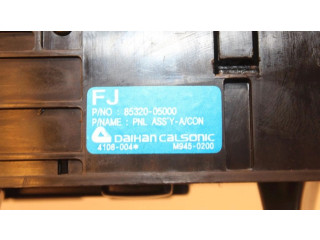 FJ
P/NO : 85320-05000
P/NAME : PNL ASS'Y-A/CON
DAIHAN CALSONIC
4108-004* M945-0200